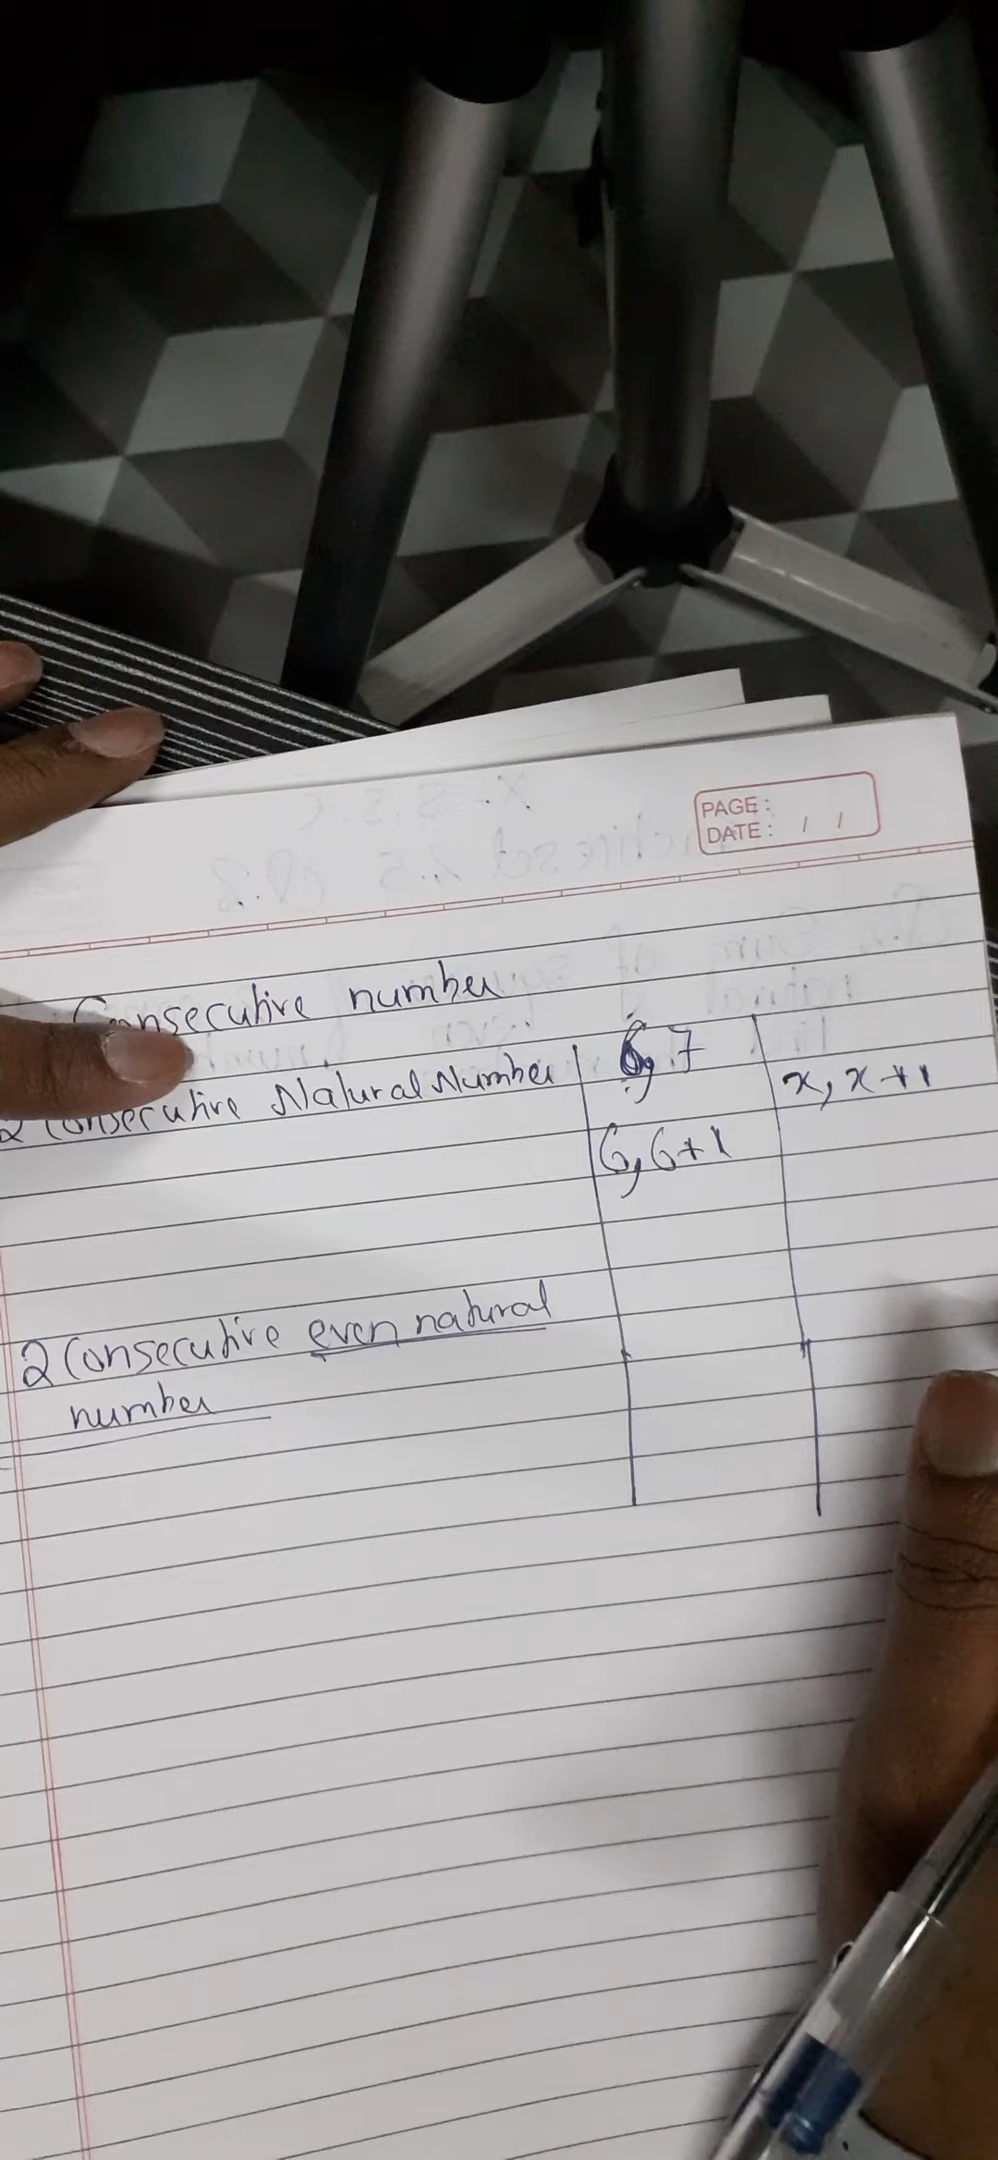 PAGE:
DATE: / /
Consecutive number
2 Consecutive Natural Number 6, 7 x, x+1
6, 6+1
2 Consecutive even natural
number